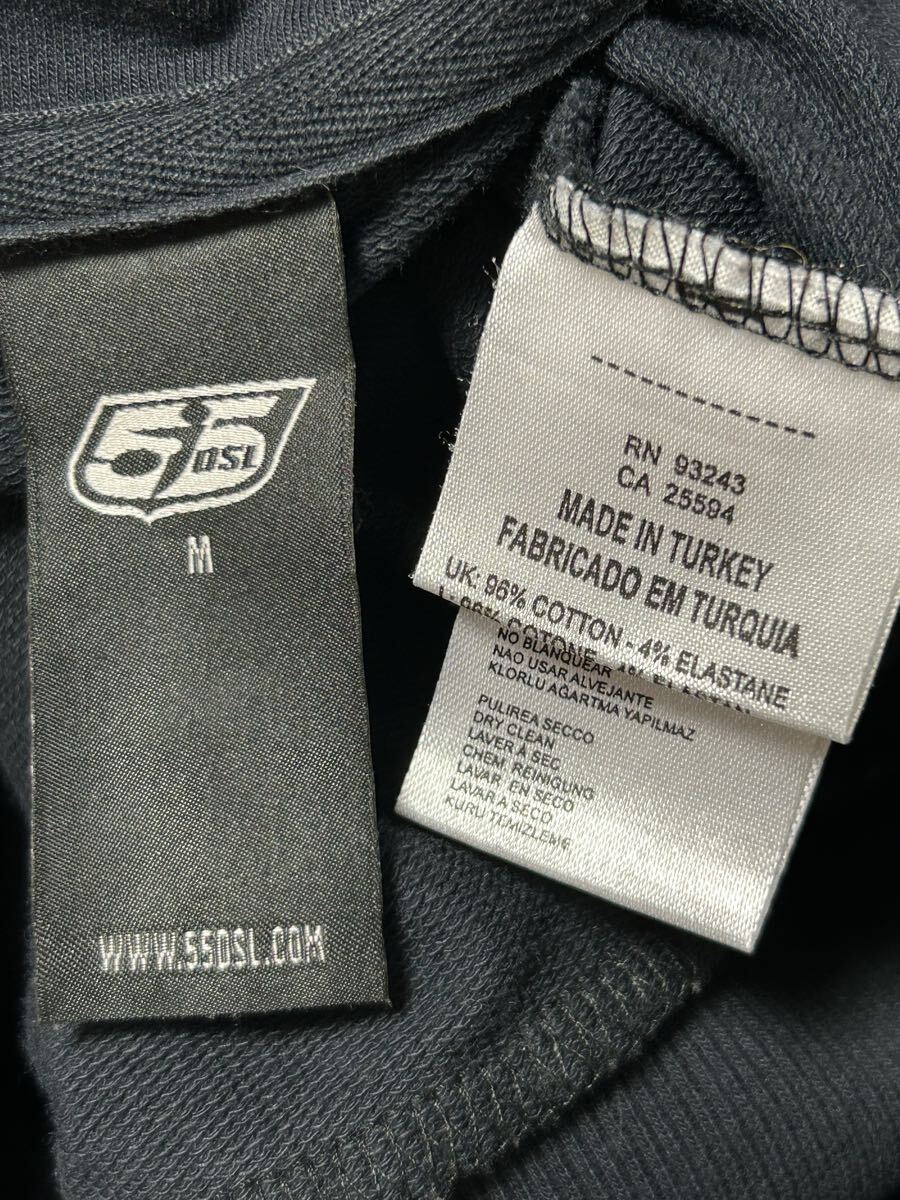 55
DSL
M
WWW.55DSL.COM
RN 93243
CA 25594
MADE IN TURKEY
FABRICADO EM TURQUIA
UK: 96% COTTON - 4% ELASTANE
NO BLANQUEAR
NAO USAR ALVEJANTE
KLORLU AGARTMA YAPILMAZ
PULIRE A SECCO
DRY CLEAN
LAVER A SEC
CHEM REINIGUNG
LAVAR EN SECO
LAVAR A SECO
KURU TEMIZLEME